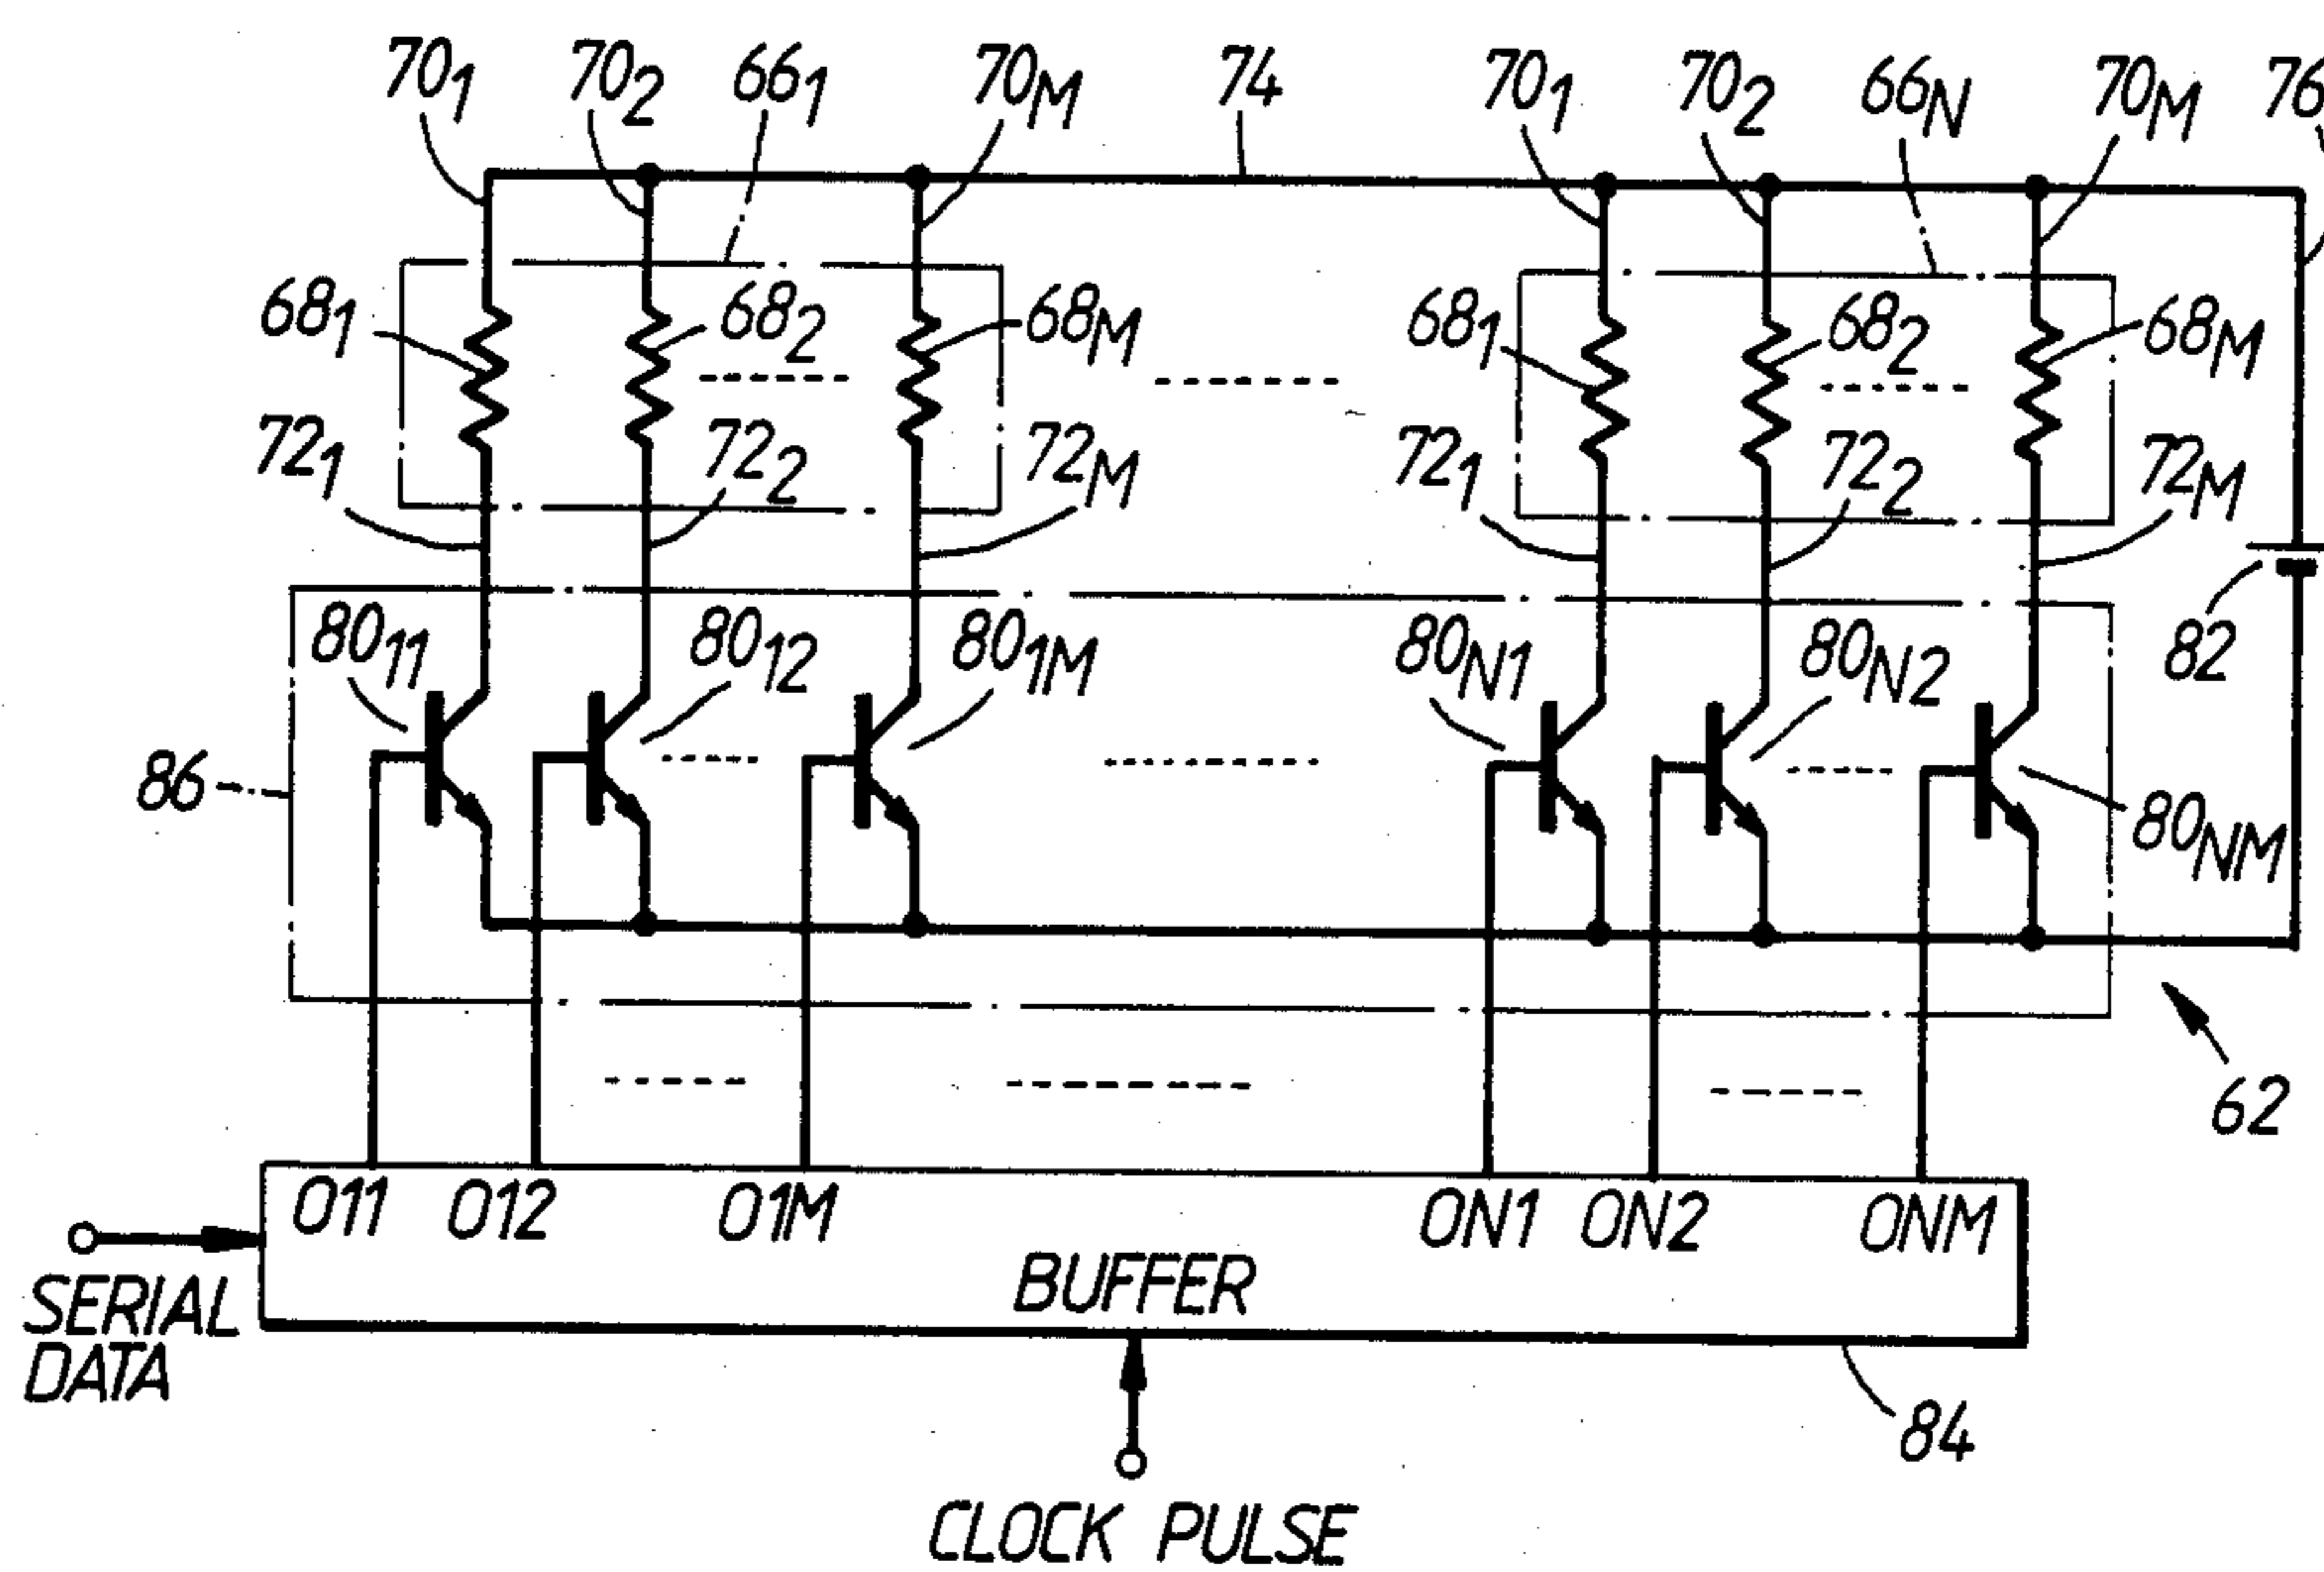 70₁ 70₂ 66₁ 70M 74 70₁ 70₂ 66N 70M 76
68₁ 68₂ 68M 68₁ 68₂ 68M
72₁ 72₂ 72M 72₁ 72₂ 72M
80₁₁ 80₁₂ 80₁M 80N1 80N2 82
86 80NM
62
O11 O12 O1M ON1 ON2 ONM
BUFFER
SERIAL
DATA
84
CLOCK PULSE